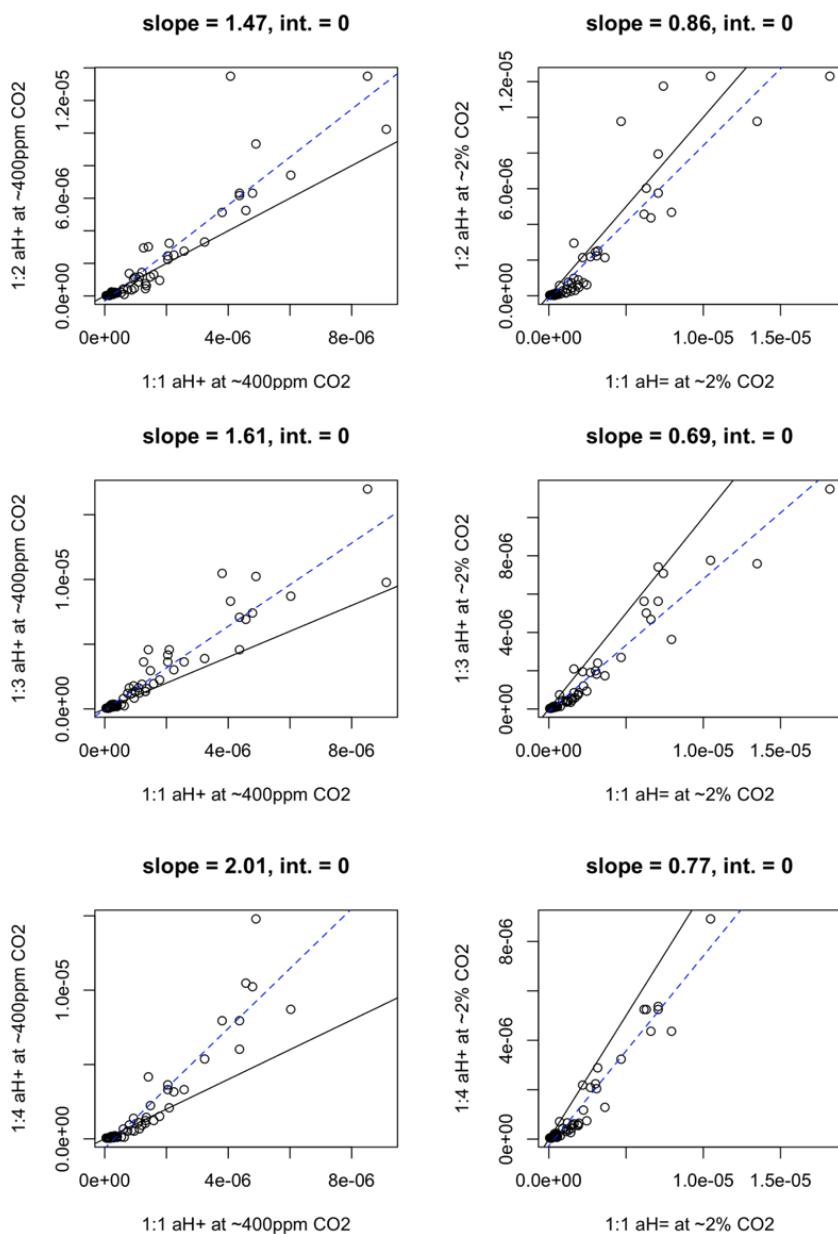 slope = 1.47, int. = 0
1:2 aH+ at ~400ppm CO2
0.0e+00 6.0e-06 1.2e-05
0e+00 4e-06 8e-06
1:1 aH+ at ~400ppm CO2
slope = 0.86, int. = 0
1:2 aH+ at ~2% CO2
0.0e+00 6.0e-06 1.2e-05
0.0e+00 1.0e-05 1.5e-05
1:1 aH= at ~2% CO2
slope = 1.61, int. = 0
1:3 aH+ at ~400ppm CO2
0.0e+00 1.0e-05
0e+00 4e-06 8e-06
1:1 aH+ at ~400ppm CO2
slope = 0.69, int. = 0
1:3 aH+ at ~2% CO2
0e+00 4e-06 8e-06
0.0e+00 1.0e-05 1.5e-05
1:1 aH= at ~2% CO2
slope = 2.01, int. = 0
1:4 aH+ at ~400ppm CO2
0.0e+00 1.0e-05
0e+00 4e-06 8e-06
1:1 aH+ at ~400ppm CO2
slope = 0.77, int. = 0
1:4 aH+ at ~2% CO2
0e+00 4e-06 8e-06
0.0e+00 1.0e-05 1.5e-05
1:1 aH= at ~2% CO2